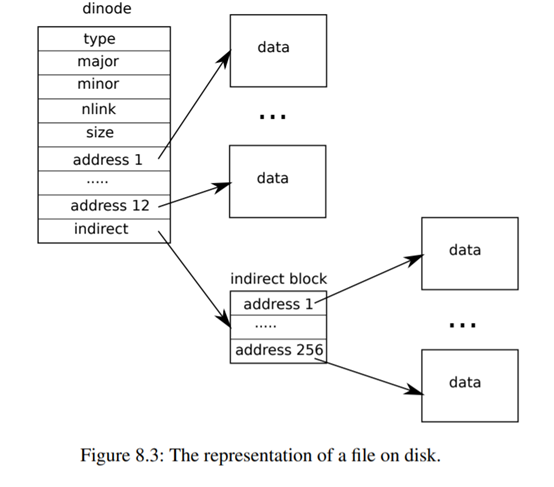 dinode
type
major
minor
nlink
size
address 1
.....
address 12
indirect
data
...
data
indirect block
address 1
.....
address 256
data
...
data
Figure 8.3: The representation of a file on disk.